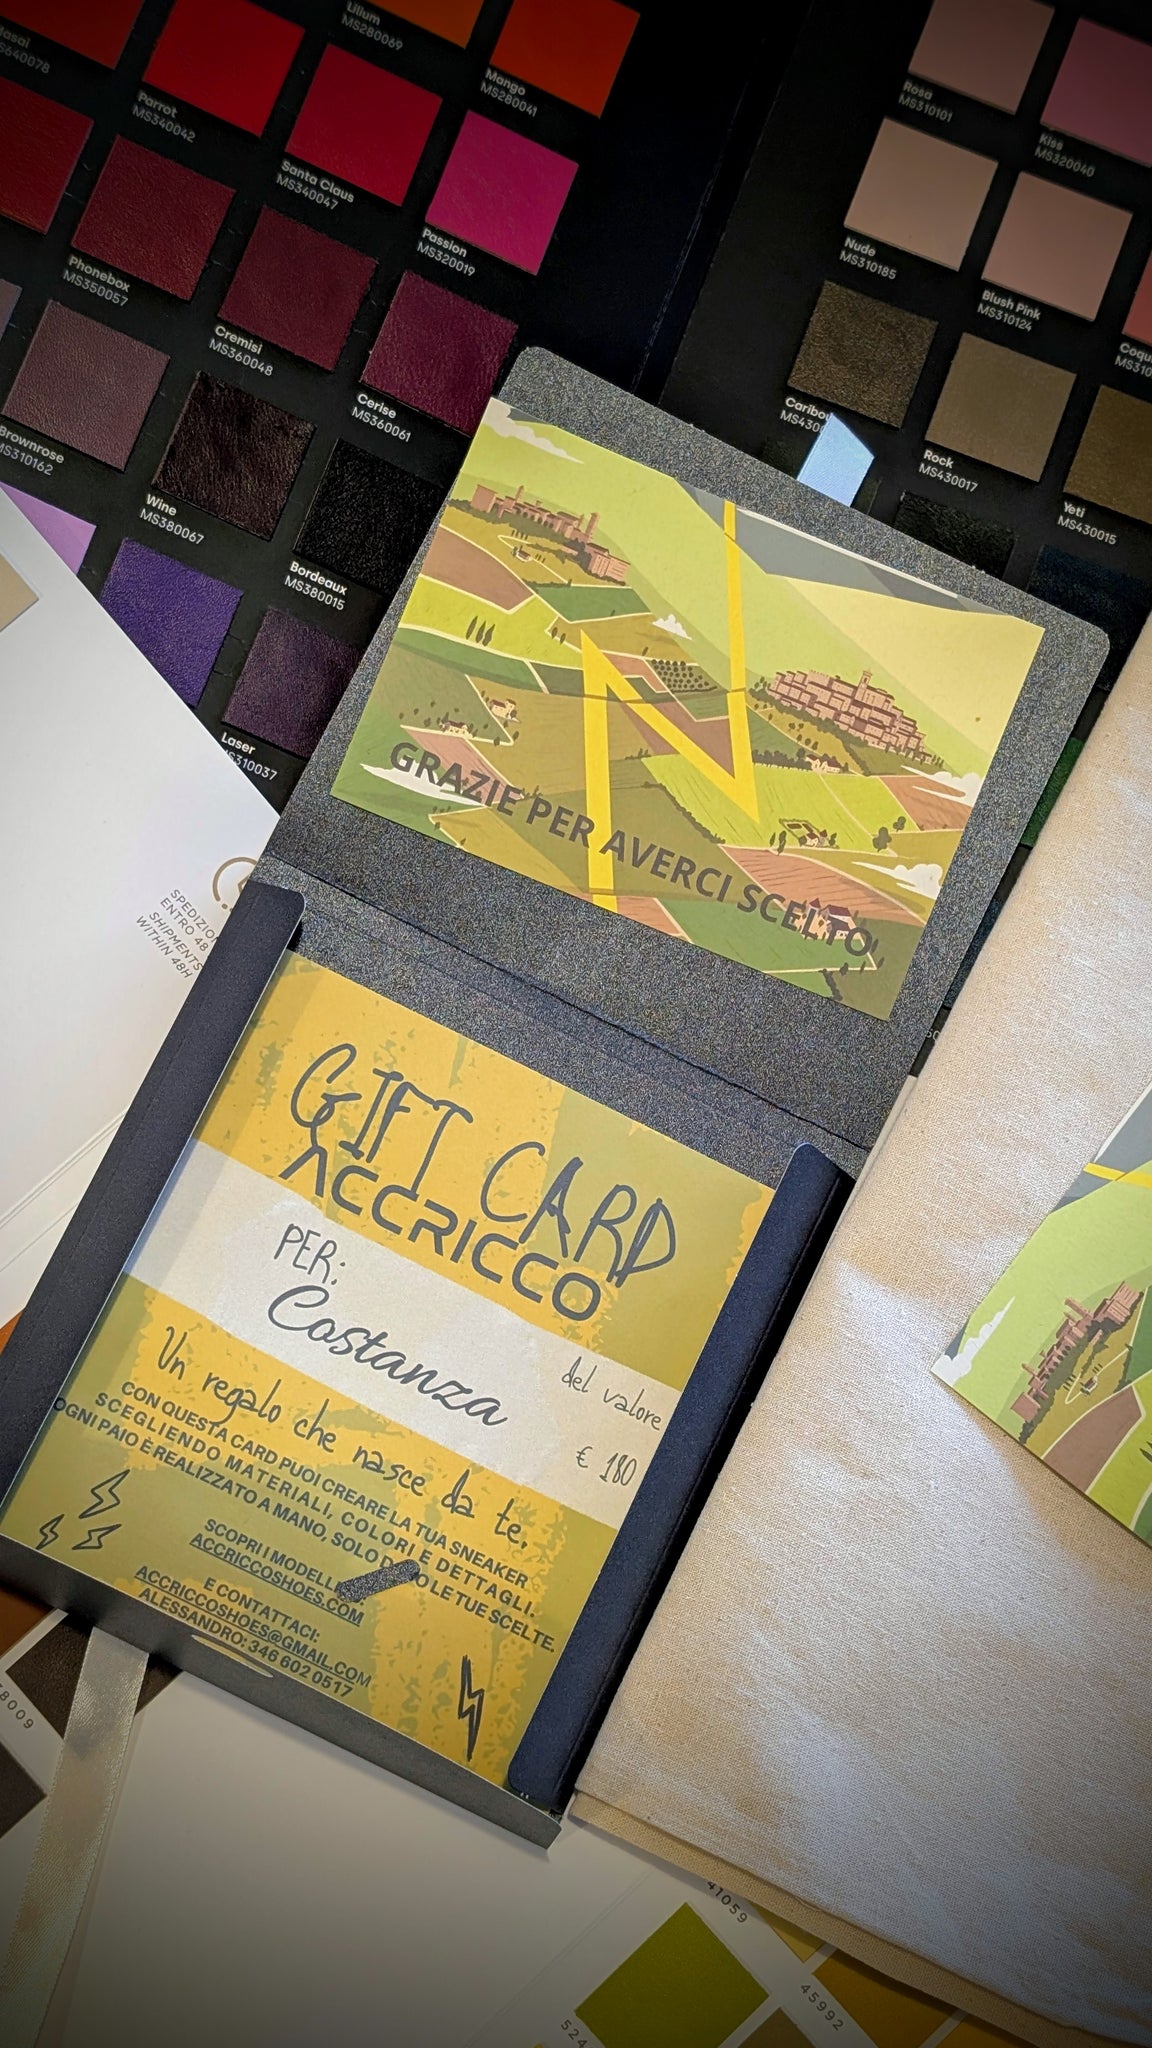 Lilium
MS280069
Mango
MS280041
Parrot
MS340042
Santa Claus
MS340047
Passion
MS320019
Phonebox
MS350057
Cremisi
MS360048
Cerise
MS360061
Brownrose
MS310162
Wine
MS380067
Bordeaux
MS380015
Laser
Rosa
MS310101
Kiss
MS320040
Nude
MS310185
Blush Pink
MS310124
Rock
MS430017
Yeti
MS430015
GRAZIE PER AVERCI SCELTO
ENTRO 48
SHIPMENTS
WITHIN 48H
GIFT CARD
ACCRICCO
PER:
Costanza
del valore
€ 180
Un regalo che nasce da te.
CON QUESTA CARD PUOI CREARE LA TUA SNEAKER
SCEGLIENDO MATERIALI, COLORI E DETTAGLI.
OGNI PAIO È REALIZZATO A MANO, SOLO LE TUE SCELTE.
SCOPRI I MODELLI
ACCRICCOSHOES.COM
E CONTATTACI:
ACCRICCOSHOES@GMAIL.COM
ALESSANDRO: 346 602 0517
41059
45992